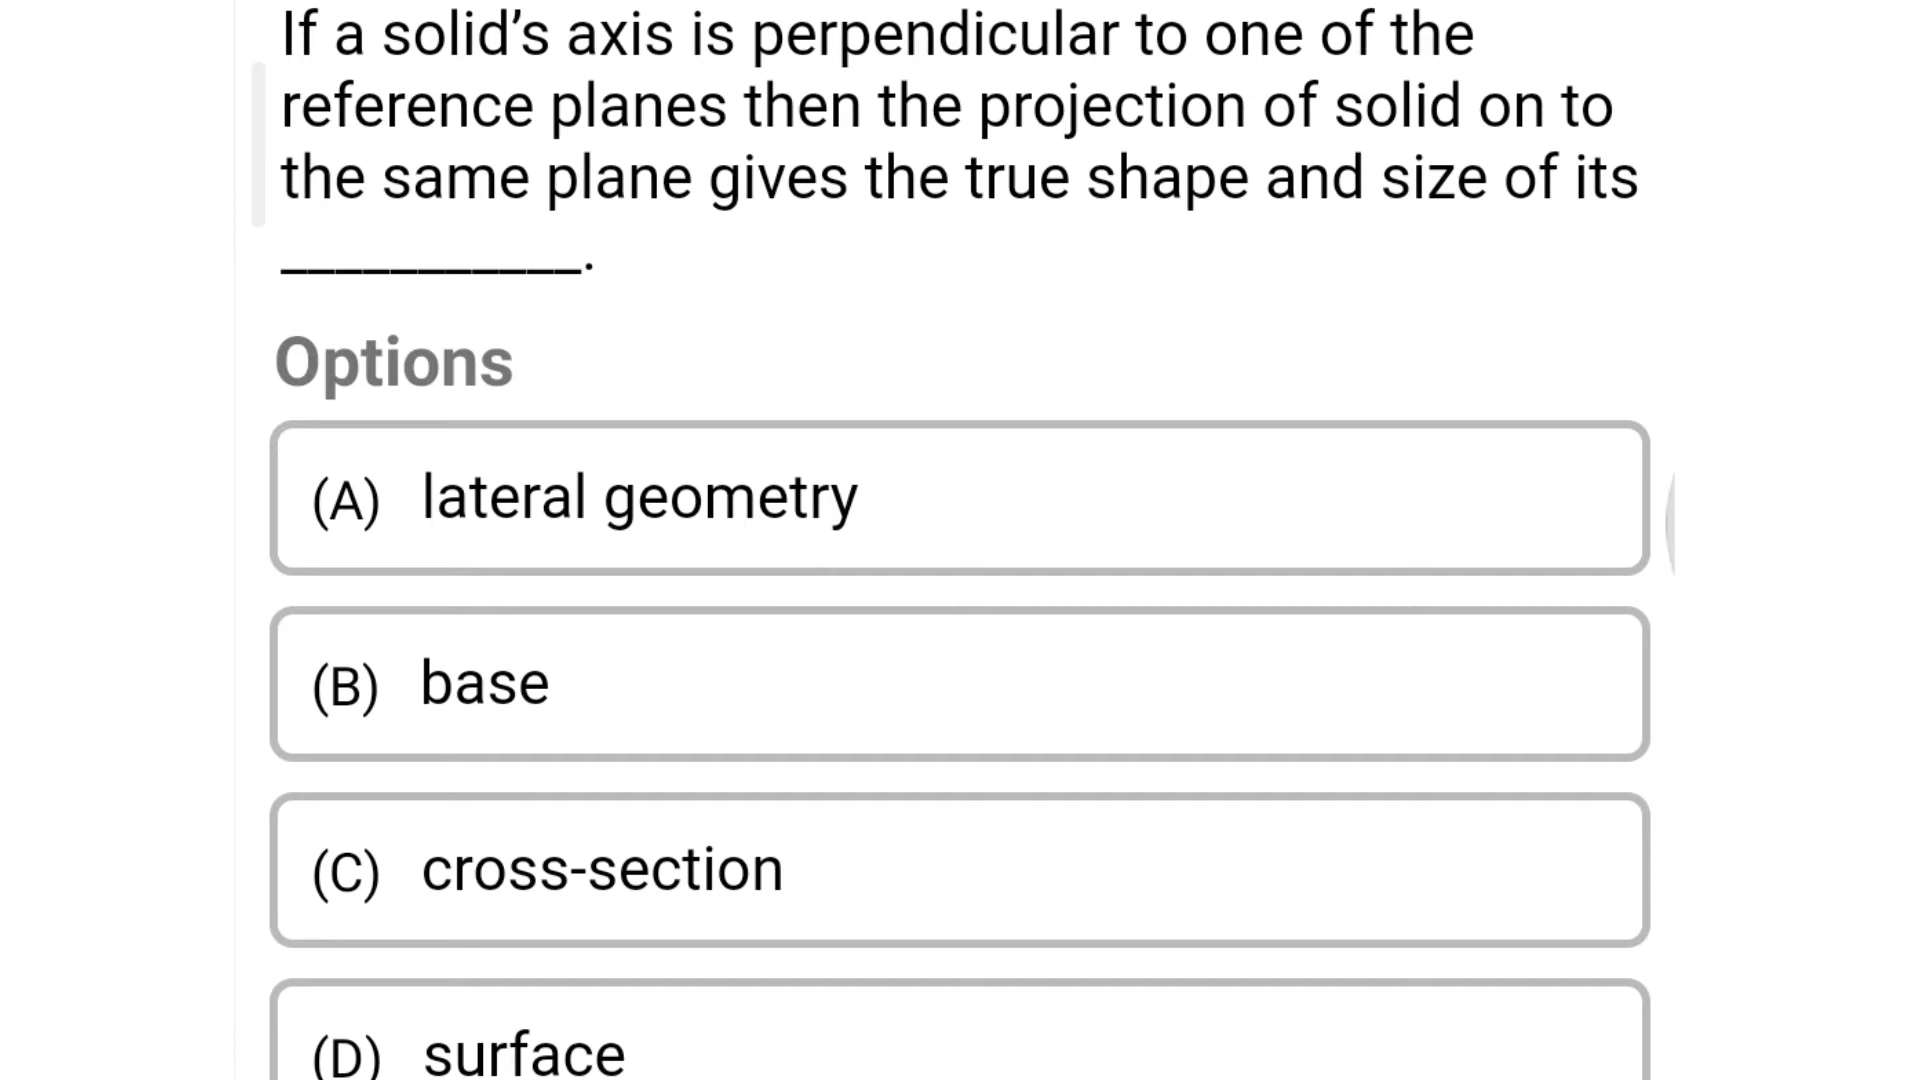 If a solid’s axis is perpendicular to one of the
reference planes then the projection of solid on to
the same plane gives the true shape and size of its
___________.
Options
(A) lateral geometry
(B) base
(C) cross-section
(D) surface